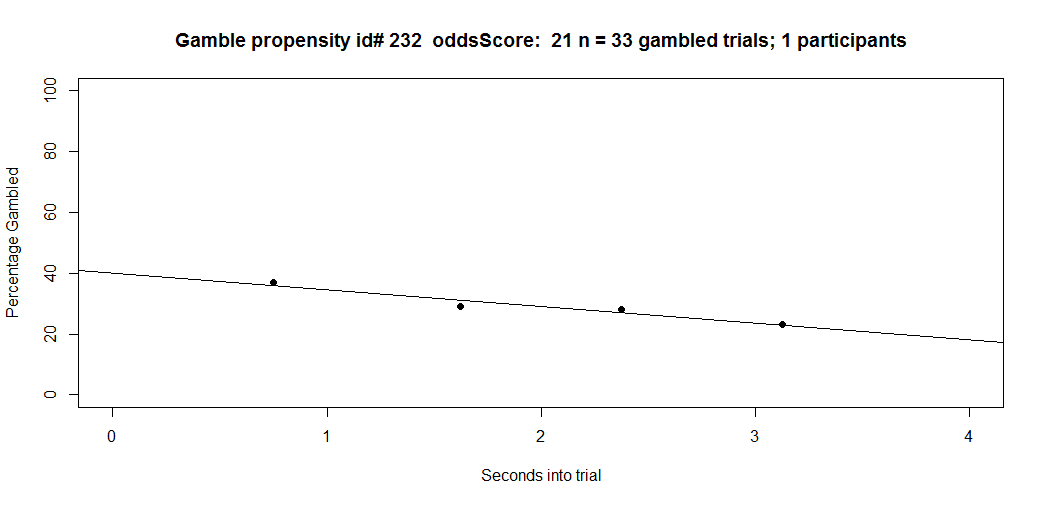 Gamble propensity id# 232  oddsScore:  21 n = 33 gambled trials; 1 participants
Percentage Gambled
100
80
60
40
20
0
0 1 2 3 4
Seconds into trial